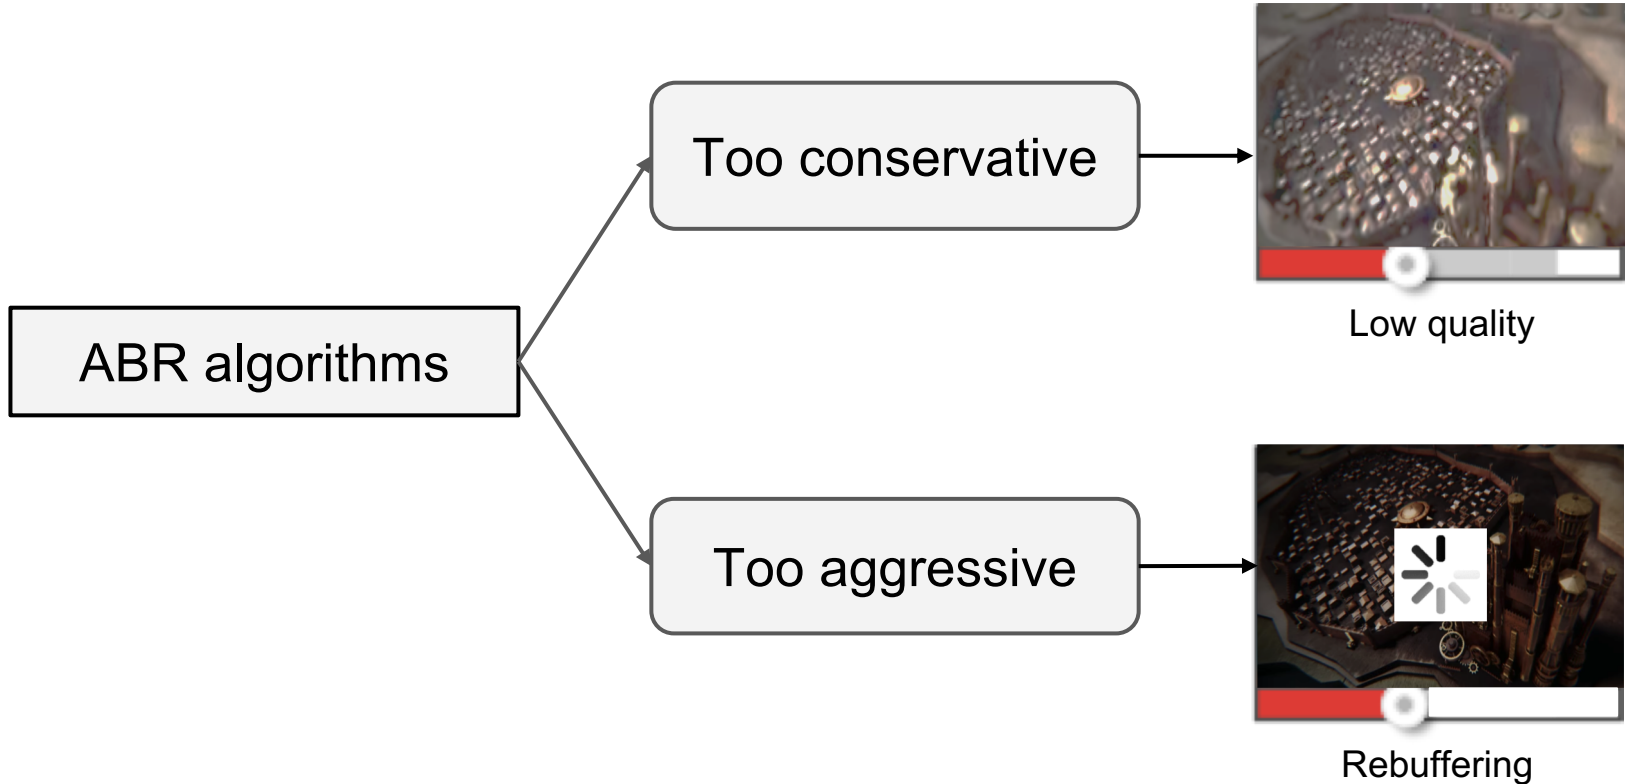 Too conservative
Low quality
ABR algorithms
Too aggressive
Rebuffering